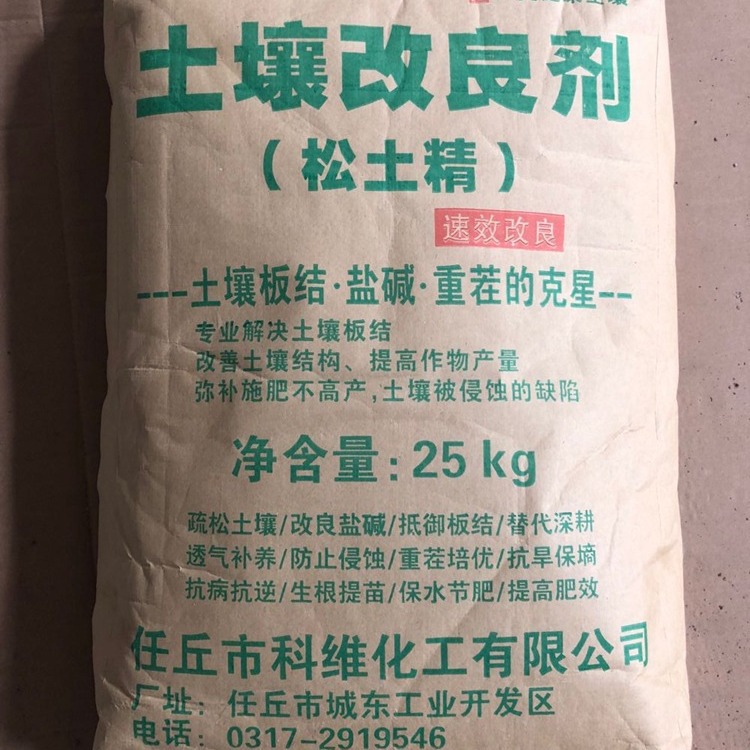 土壤改良剂
（松土精）
速效改良
---土壤板结·盐碱·重茬的克星--
专业解决土壤板结
改善土壤结构、提高作物产量
弥补施肥不高产,土壤被侵蚀的缺陷
净含量:25kg
疏松土壤/改良盐碱/抵御板结/替代深耕
透气补养/防止侵蚀/重茬培优/抗旱保墒
抗病抗逆/生根提苗/保水节肥/提高肥效
任丘市科维化工有限公司
厂址：任丘市城东工业开发区
电话：0317-2919546